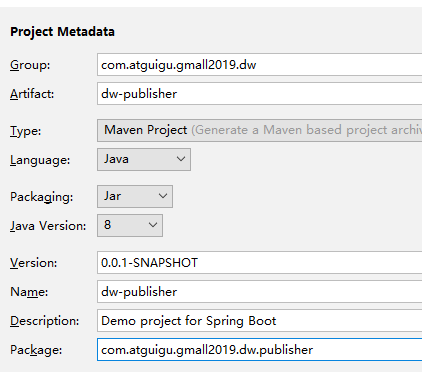 Project Metadata
Group: com.atguigu.gmall2019.dw
Artifact: dw-publisher
Type: Maven Project (Generate a Maven based project archiv
Language: Java
Packaging: Jar
Java Version: 8
Version: 0.0.1-SNAPSHOT
Name: dw-publisher
Description: Demo project for Spring Boot
Package: com.atguigu.gmall2019.dw.publisher